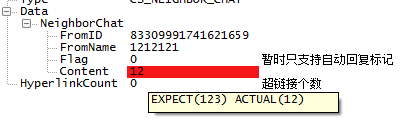 Type CS_NEIGHBOR_CHAT
Data
NeighborChat
FromID 83309991741621659
FromName 1212121
Flag 0 暂时只支持自动回复标记
Content 12
HyperlinkCount 0 超链接个数
EXPECT(123) ACTUAL(12)